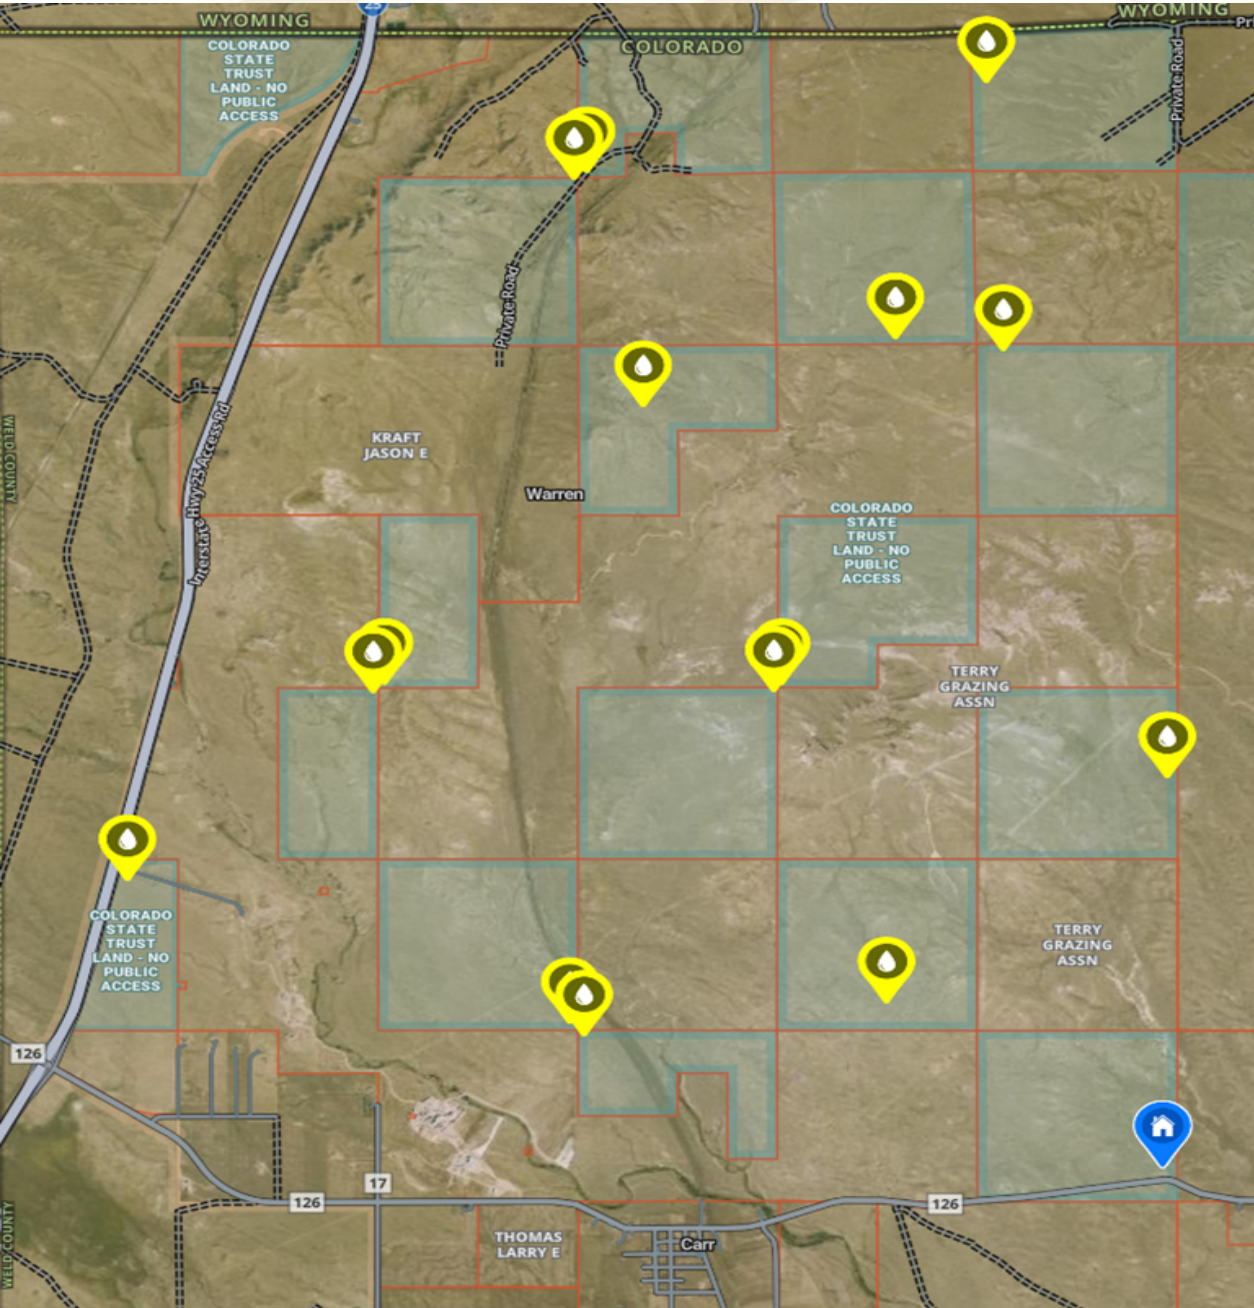 25
WYOMING
WYOMING
COLORADO
STATE
TRUST
LAND - NO
PUBLIC
ACCESS
COLORADO
Pri
Private Road
Private Road
WELD COUNTY
Interstate Hwy 25 Access Rd
KRAFT
JASON E
Warren
COLORADO
STATE
TRUST
LAND - NO
PUBLIC
ACCESS
TERRY
GRAZING
ASSN
COLORADO
STATE
TRUST
LAND - NO
PUBLIC
ACCESS
TERRY
GRAZING
ASSN
126
17
126
126
WELD COUNTY
THOMAS
LARRY E
Carr